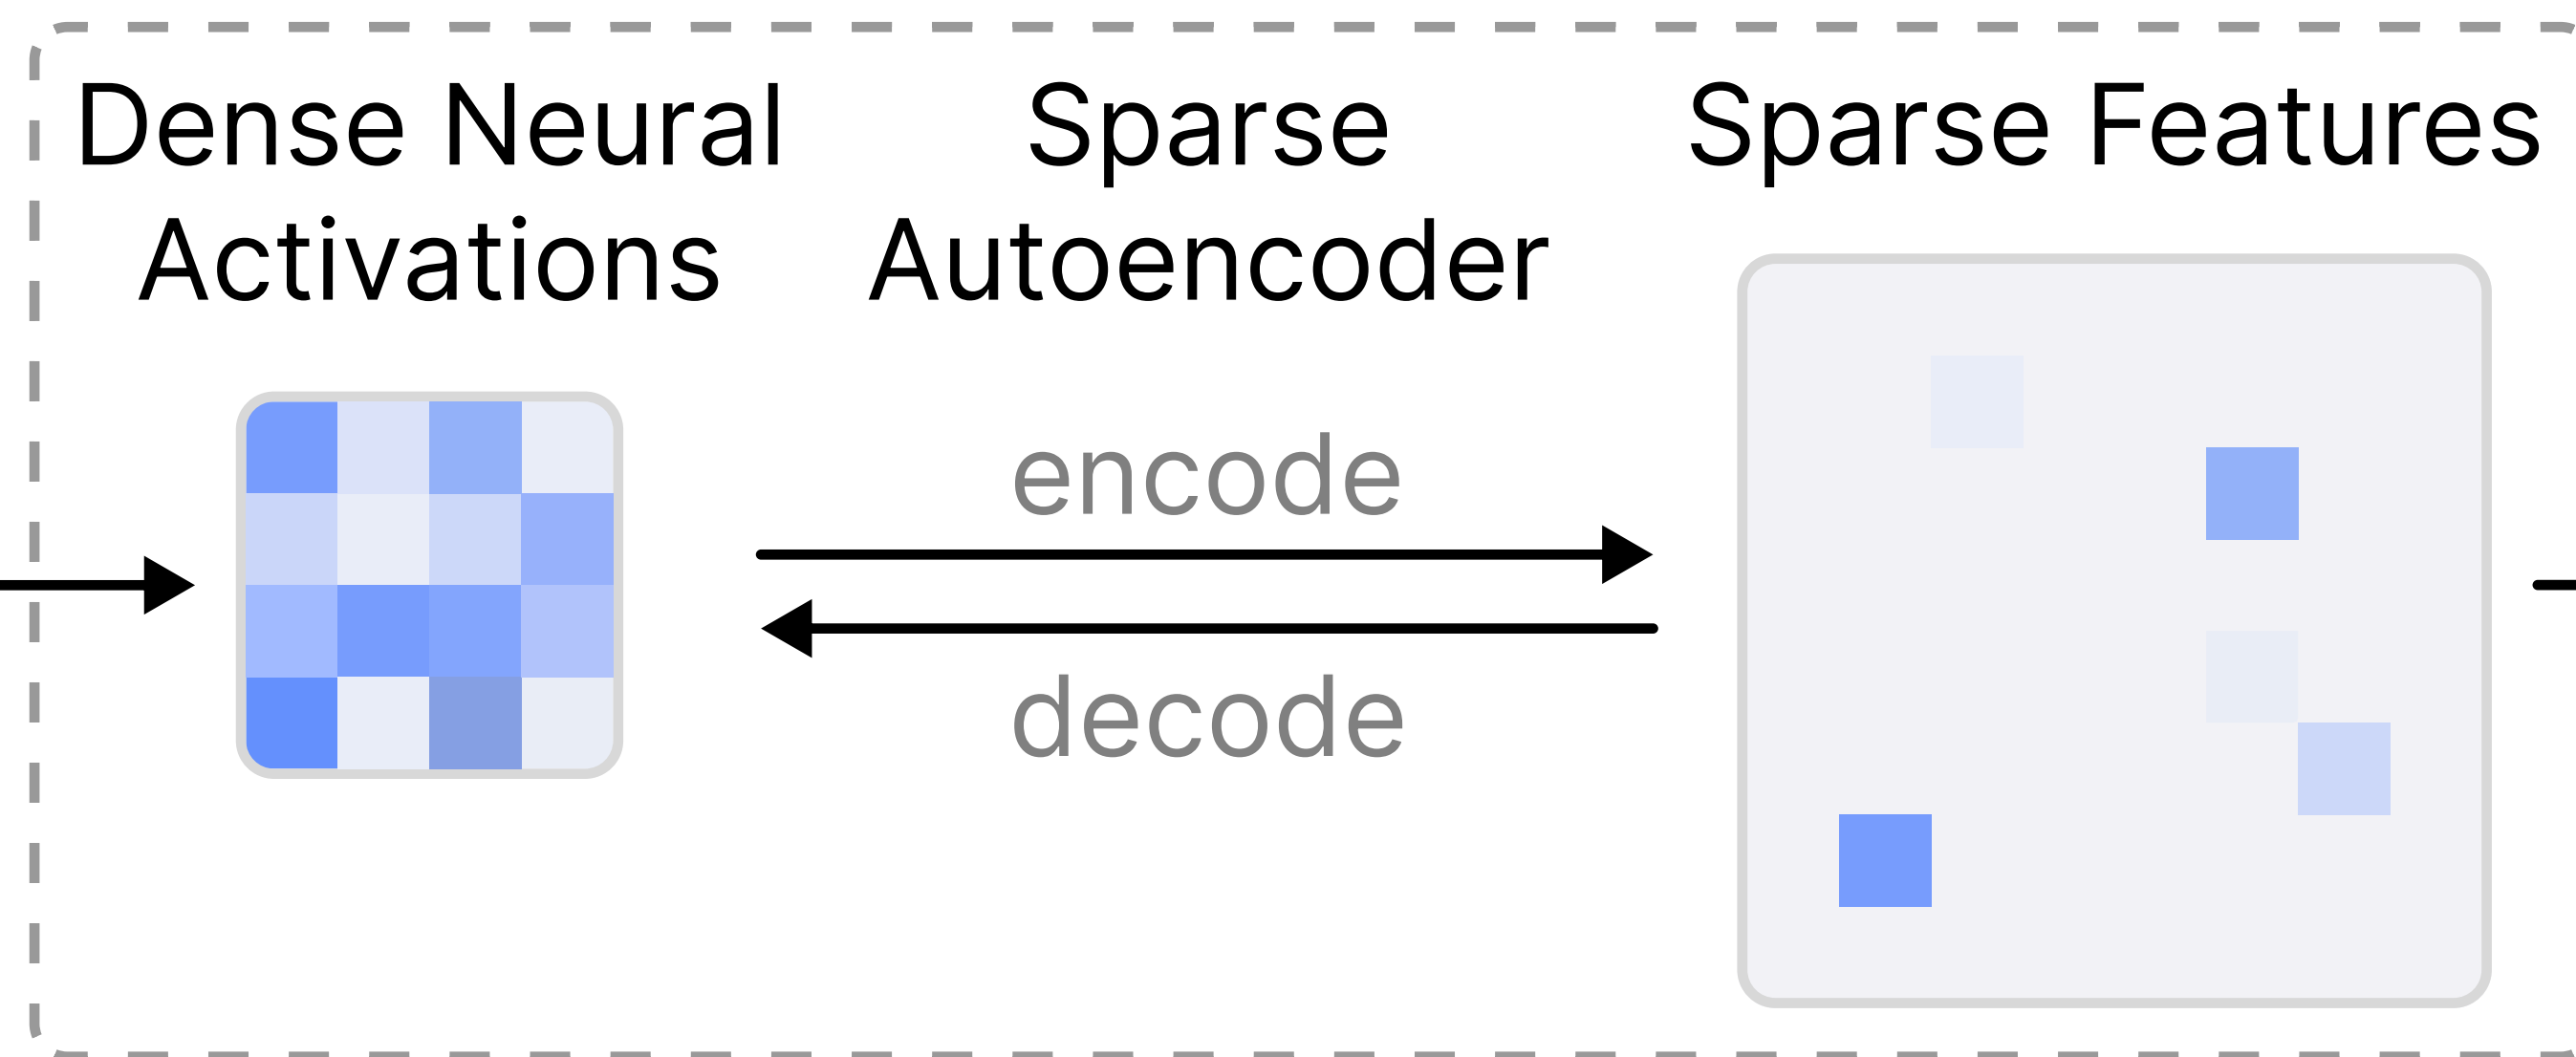 Dense Neural
Activations
Sparse
Autoencoder
Sparse Features
encode
decode